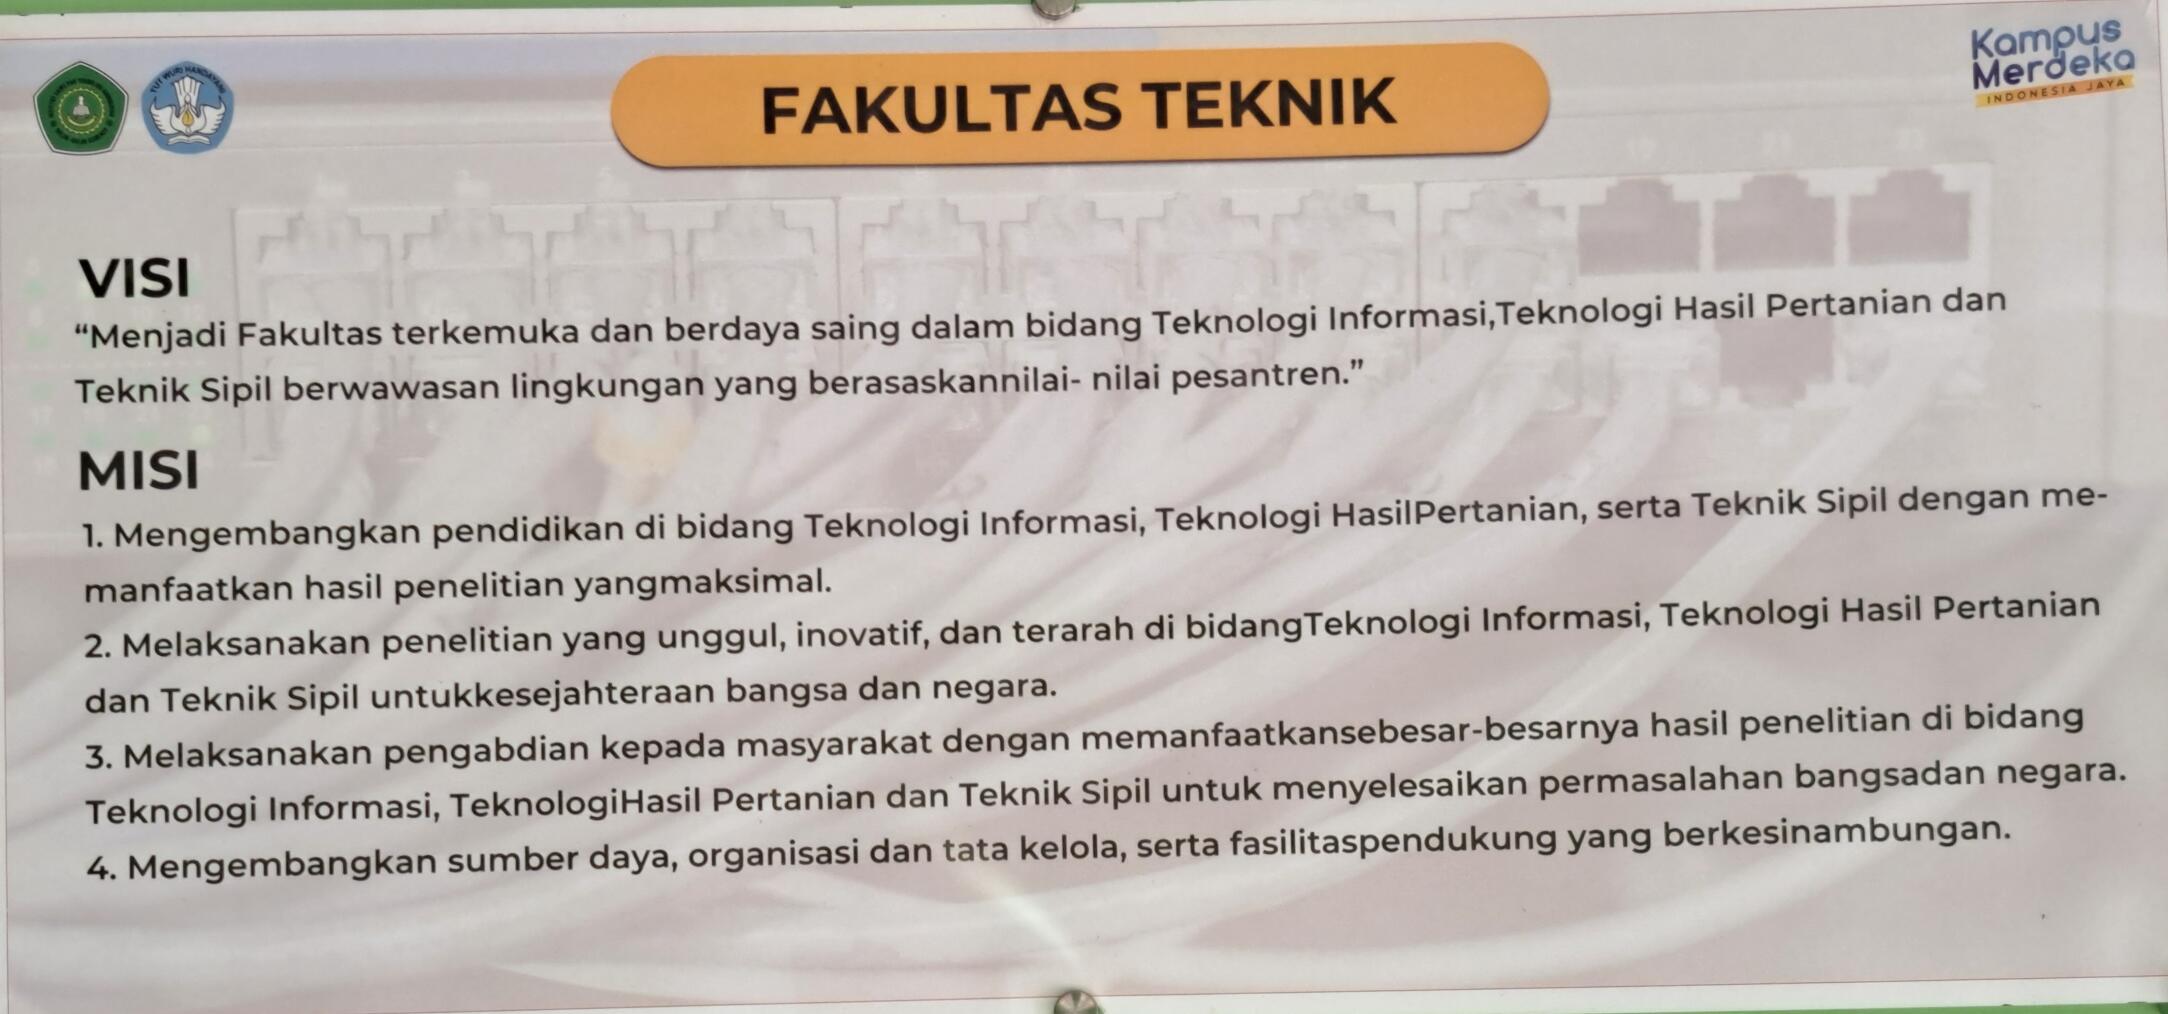 FAKULTAS TEKNIK
Kampus
Merdeka
INDONESIA JAYA
TUT WURI HANDAYANI
VISI
“Menjadi Fakultas terkemuka dan berdaya saing dalam bidang Teknologi Informasi,Teknologi Hasil Pertanian dan
Teknik Sipil berwawasan lingkungan yang berasaskannilai- nilai pesantren.”
MISI
1. Mengembangkan pendidikan di bidang Teknologi Informasi, Teknologi HasilPertanian, serta Teknik Sipil dengan me-
manfaatkan hasil penelitian yangmaksimal.
2. Melaksanakan penelitian yang unggul, inovatif, dan terarah di bidangTeknologi Informasi, Teknologi Hasil Pertanian
dan Teknik Sipil untukkesejahteraan bangsa dan negara.
3. Melaksanakan pengabdian kepada masyarakat dengan memanfaatkansebesar-besarnya hasil penelitian di bidang
Teknologi Informasi, TeknologiHasil Pertanian dan Teknik Sipil untuk menyelesaikan permasalahan bangsadan negara.
4. Mengembangkan sumber daya, organisasi dan tata kelola, serta fasilitaspendukung yang berkesinambungan.